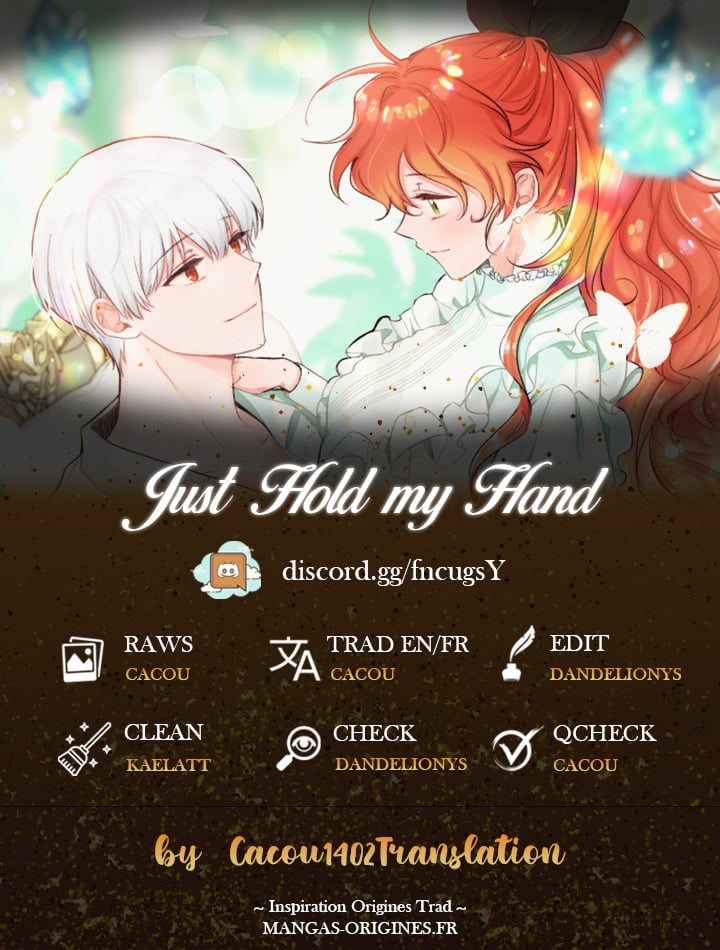 Just Hold my Hand
discord.gg/fncugsY
RAWS
CACOU
TRAD EN/FR
CACOU
EDIT
DANDELIONYS
CLEAN
KAELATT
CHECK
DANDELIONYS
QCHECK
CACOU
by Cacou1402Translation
~ Inspiration Origines Trad ~
MANGAS-ORIGINES.FR